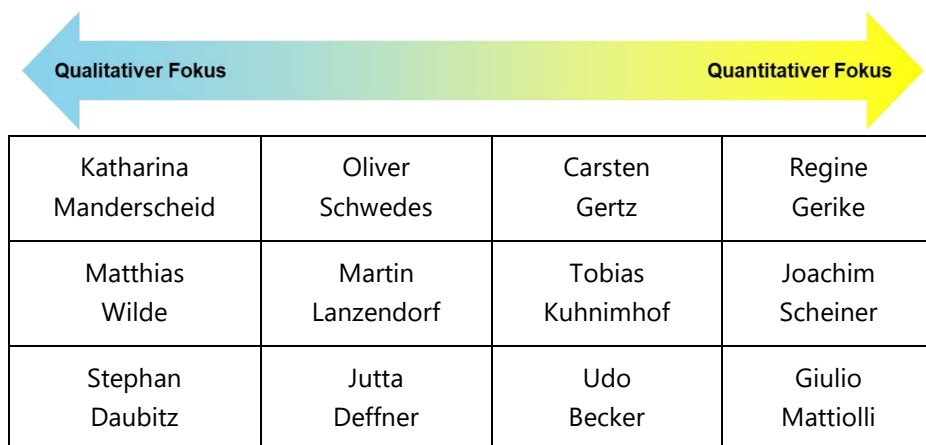 Qualitativer Fokus Quantitativer Fokus
Katharina Manderscheid Oliver Schwedes Carsten Gertz Regine Gerike
Matthias Wilde Martin Lanzendorf Tobias Kuhnimhof Joachim Scheiner
Stephan Daubitz Jutta Deffner Udo Becker Giulio Mattiolli